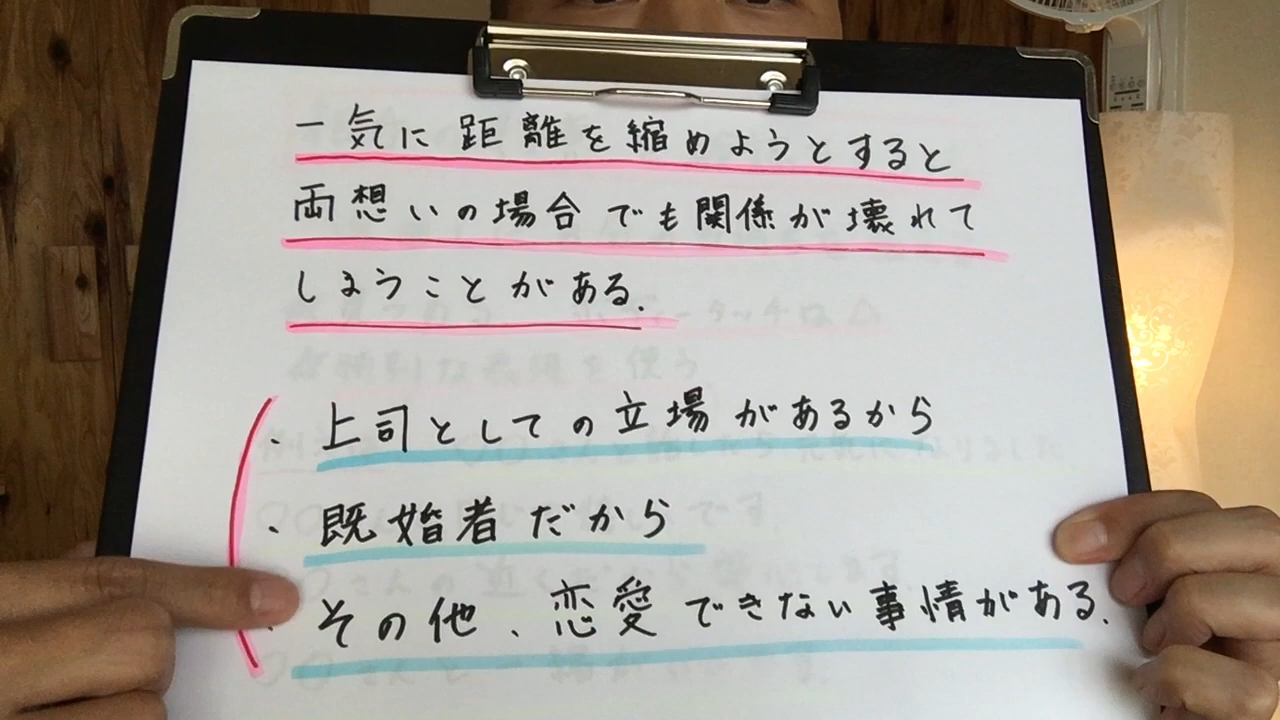 一気に距離を縮めようとすると
両想いの場合でも関係が壊れて
しまうことがある.
・上司としての立場があるから
・既婚者だから
・その他、恋愛できない事情がある.